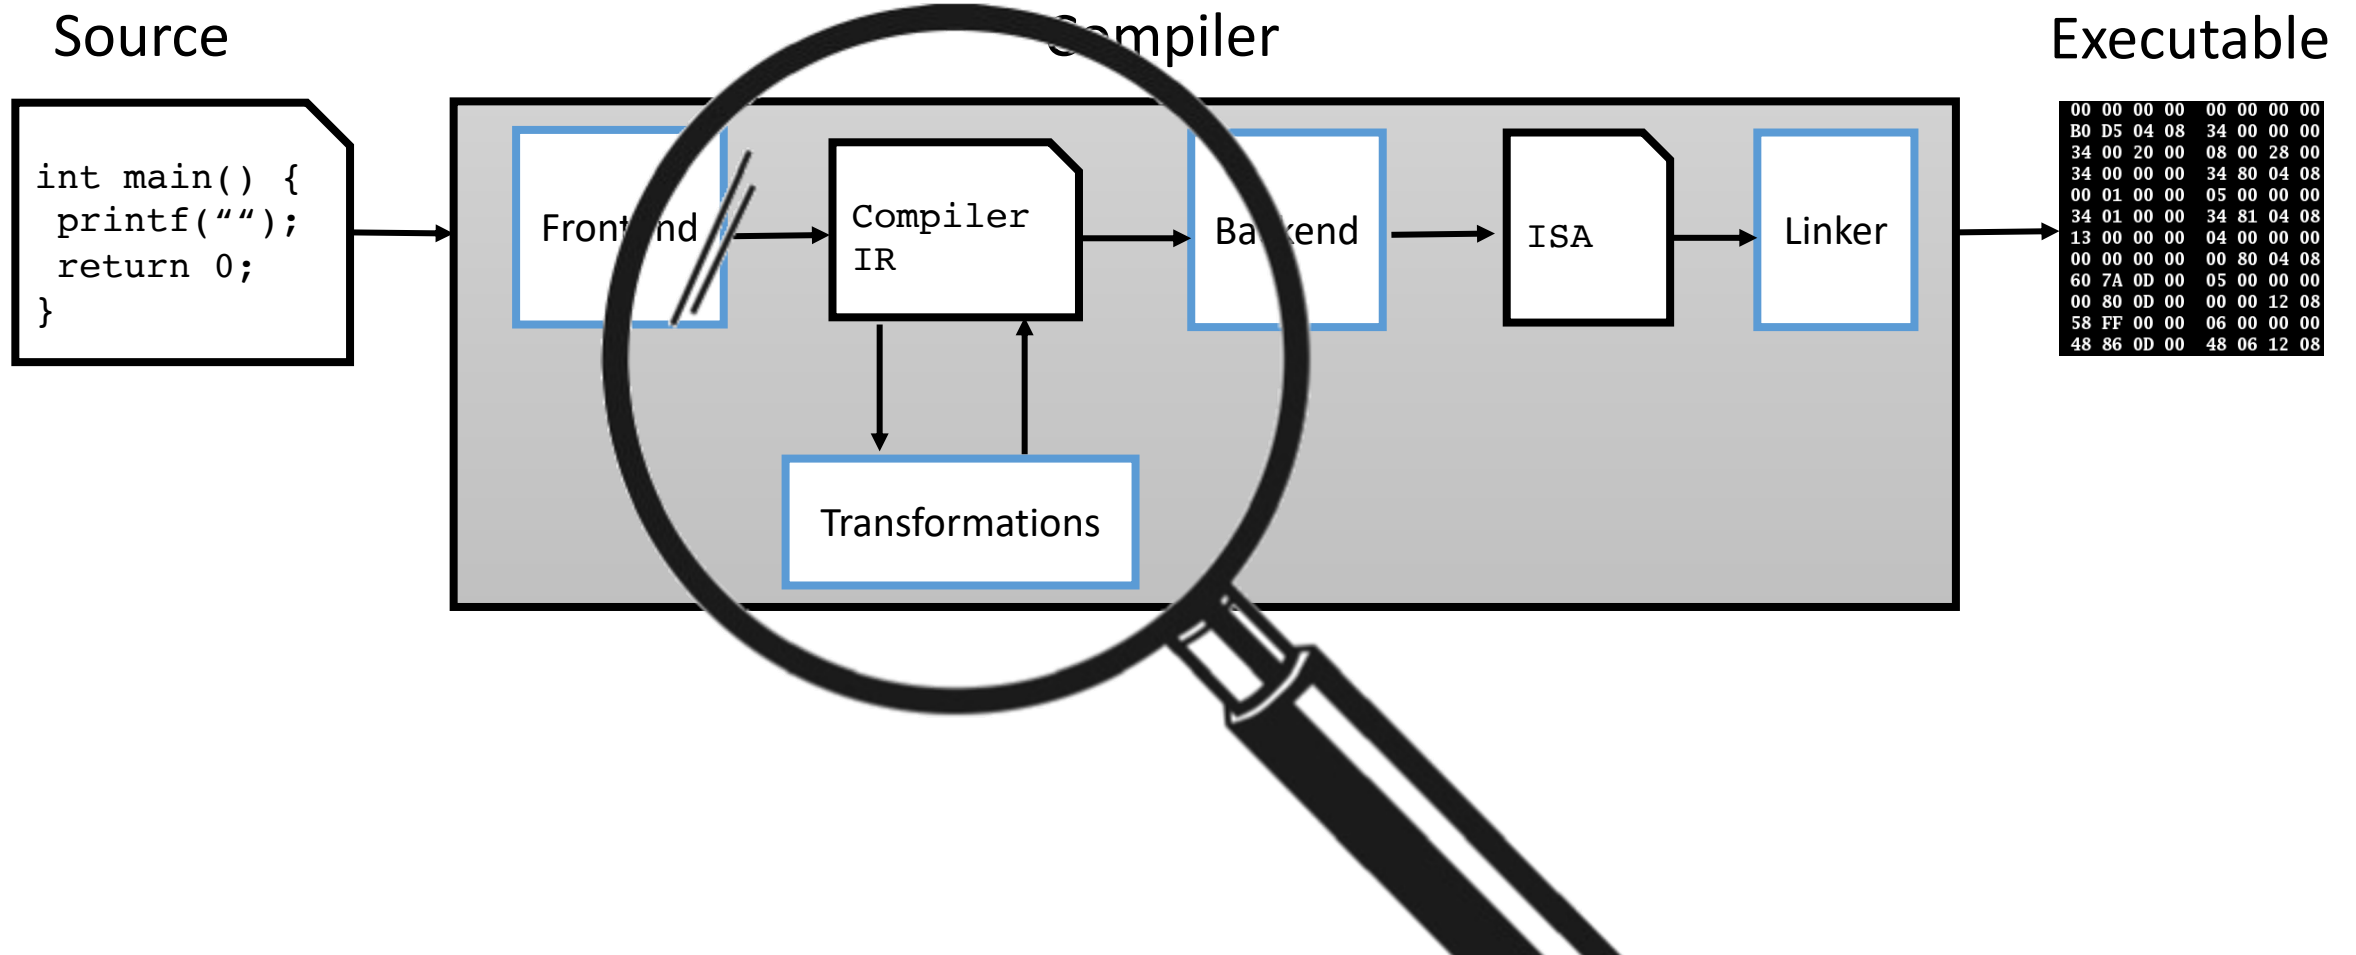 Source
Compiler
Executable
int main() {
printf(““);
return 0;
}
Frontend
Compiler
IR
Backend
ISA
Linker
Transformations
00 00 00 00 00 00 00 00
B0 D5 04 08 34 00 00 00
34 00 20 00 08 00 28 00
34 00 00 00 34 80 04 08
00 01 00 00 05 00 00 00
34 01 00 00 34 81 04 08
13 00 00 00 04 00 00 00
00 00 00 00 00 80 04 08
60 7A 0D 00 05 00 00 00
00 80 0D 00 00 00 12 08
58 FF 00 00 06 00 00 00
48 86 0D 00 48 06 12 08